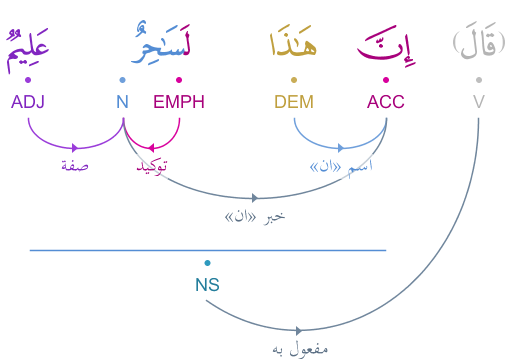 (قَالَ) إِنَّ هَـٰذَا لَسَـٰحِرٌ عَلِيمٌ
ADJ N EMPH DEM ACC V
صفة توكيد اسم «ان»
خبر «ان»
NS
مفعول به